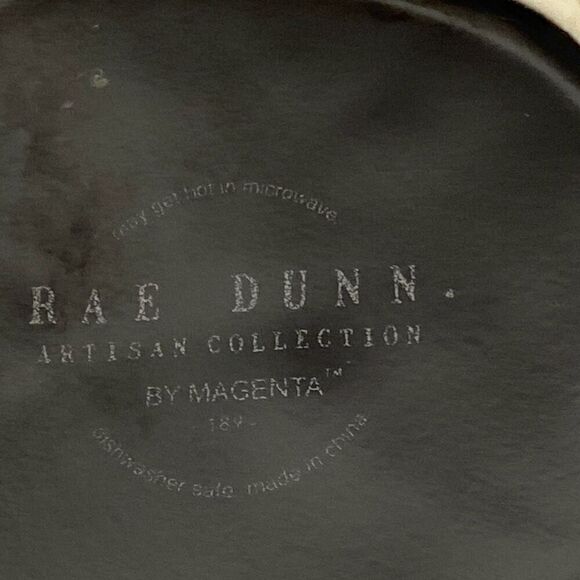 may get hot in microwave.
RAE DUNN.
ARTISAN COLLECTION
BY MAGENTA™
dishwasher safe made in china